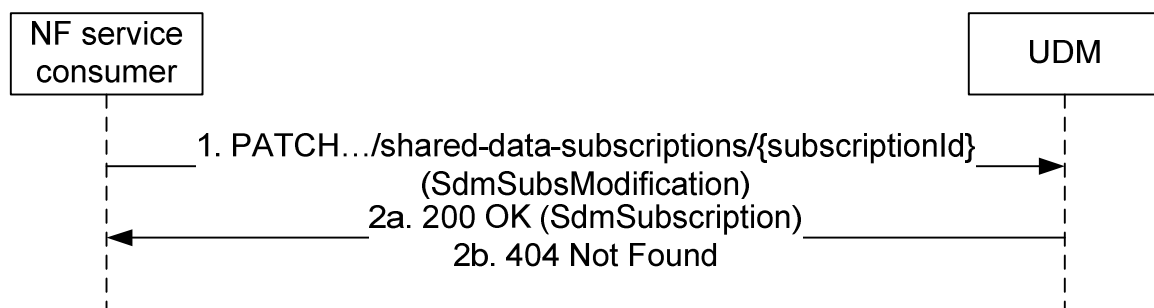 NF service
consumer
UDM
1. PATCH…/shared-data-subscriptions/{subscriptionId}
(SdmSubsModification)
2a. 200 OK (SdmSubscription)
2b. 404 Not Found